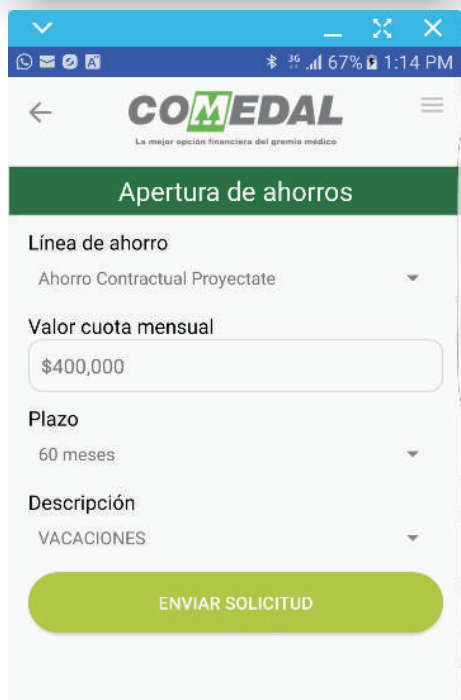 3G 67% 1:14 PM
COMEDAL
La mejor opción financiera del gremio médico
Apertura de ahorros
Línea de ahorro
Ahorro Contractual Proyectate
Valor cuota mensual
$400,000
Plazo
60 meses
Descripción
VACACIONES
ENVIAR SOLICITUD